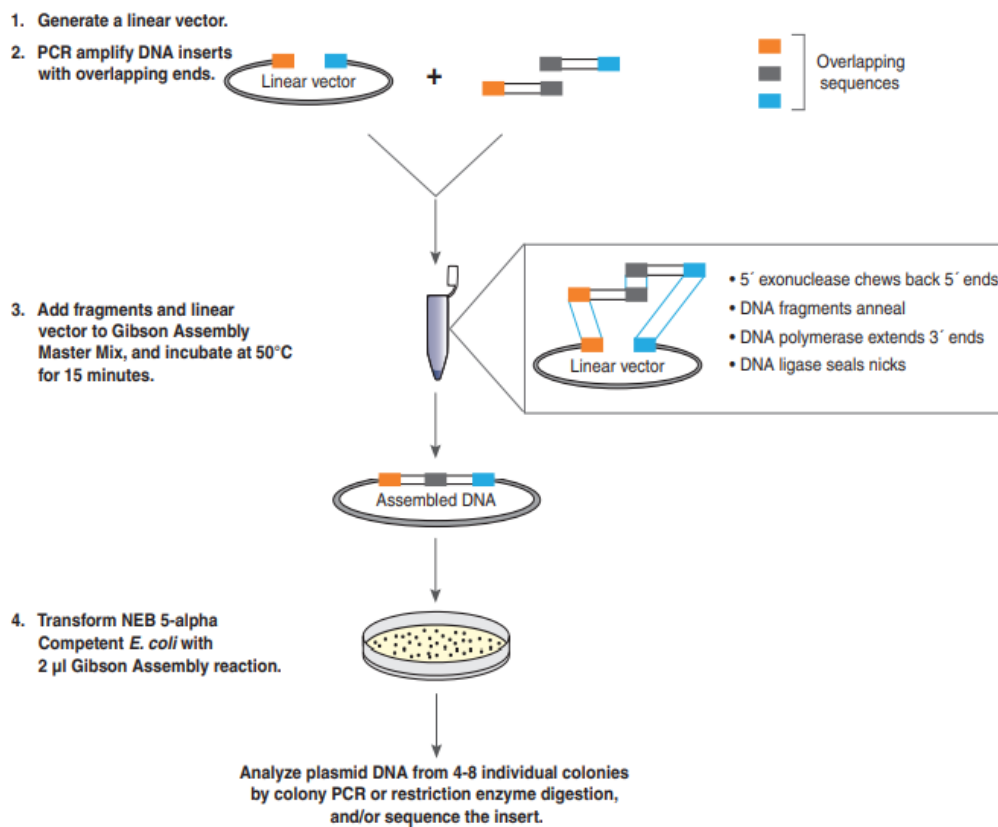 1. Generate a linear vector.
2. PCR amplify DNA inserts
with overlapping ends.
Linear vector
+
Overlapping
sequences
3. Add fragments and linear
vector to Gibson Assembly
Master Mix, and incubate at 50°C
for 15 minutes.
Linear vector
• 5´ exonuclease chews back 5´ ends
• DNA fragments anneal
• DNA polymerase extends 3´ ends
• DNA ligase seals nicks
Assembled DNA
4. Transform NEB 5-alpha
Competent E. coli with
2 µl Gibson Assembly reaction.
Analyze plasmid DNA from 4-8 individual colonies
by colony PCR or restriction enzyme digestion,
and/or sequence the insert.